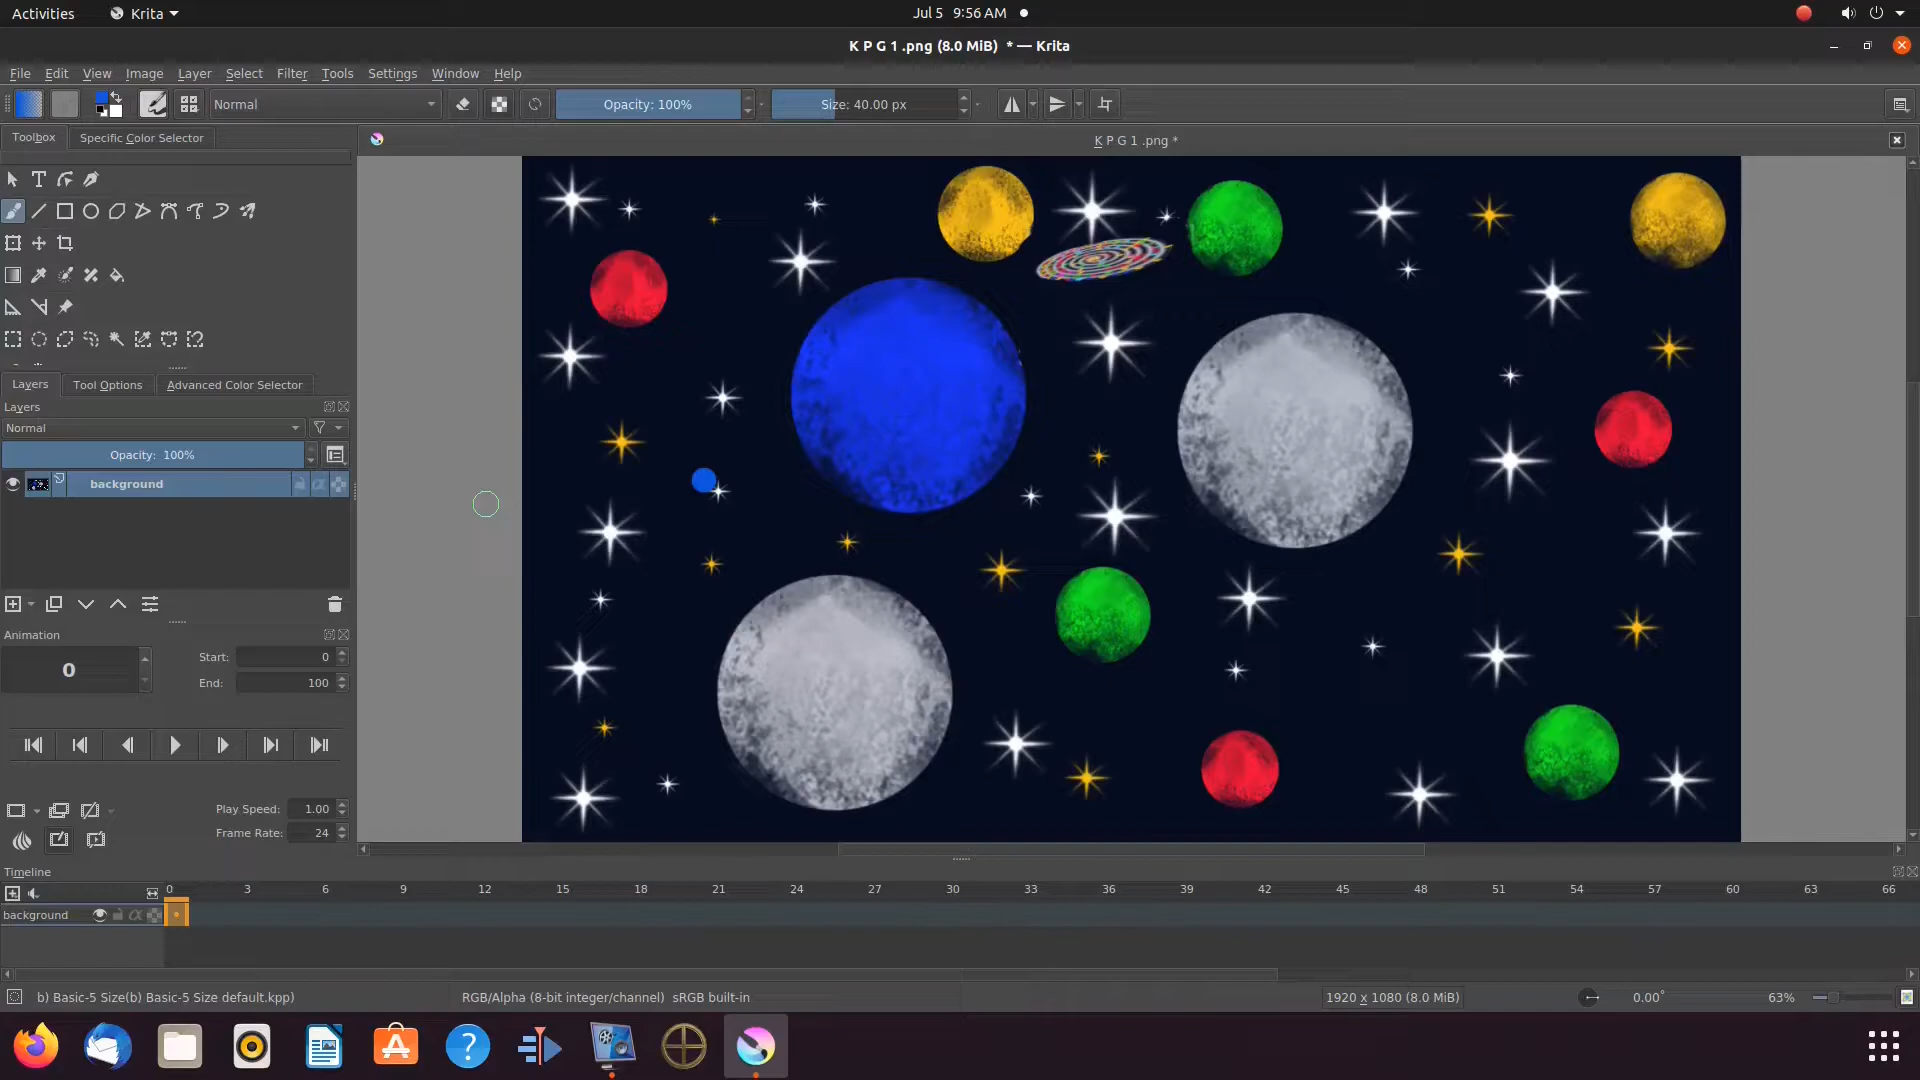 Activities
Krita
Jul 5 9:56 AM
K P G 1 .png (8.0 MiB) * — Krita
File Edit View Image Layer Select Filter Tools Settings Window Help
Normal
Opacity: 100%
Size: 40.00 px
Toolbox
Specific Color Selector
K P G 1 .png *
Layers
Tool Options
Advanced Color Selector
Layers
Normal
Opacity: 100%
background
Animation
0
Start: 0
End: 100
Play Speed: 1.00
Frame Rate: 24
Timeline
0 3 6 9 12 15 18 21 24 27 30 33 36 39 42 45 48 51 54 57 60 63 66
background
b) Basic-5 Size(b) Basic-5 Size default.kpp)
RGB/Alpha (8-bit integer/channel) sRGB built-in
1920 x 1080 (8.0 MiB)
0.00°
63%